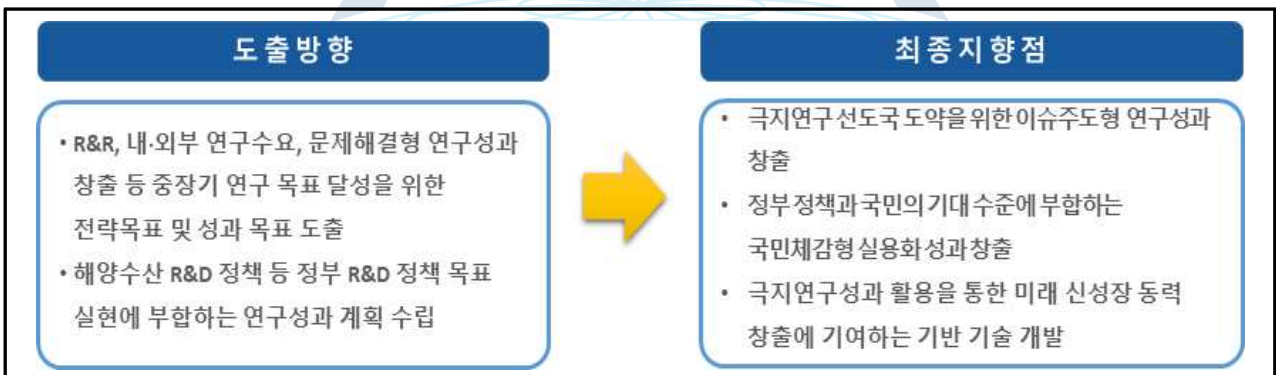 도출방향
• R&R, 내·외부 연구수요, 문제해결형 연구성과
창출 등 중장기 연구 목표 달성을 위한
전략목표 및 성과 목표 도출
• 해양수산 R&D 정책 등 정부 R&D 정책 목표
실현에 부합하는 연구성과 계획 수립
최종지향점
• 극지연구 선도국 도약을 위한 이슈주도형 연구성과
창출
• 정부 정책과 국민의 기대 수준에 부합하는
국민체감형 실용화 성과 창출
• 극지연구성과 활용을 통한 미래 신성장 동력
창출에 기여하는 기반 기술 개발